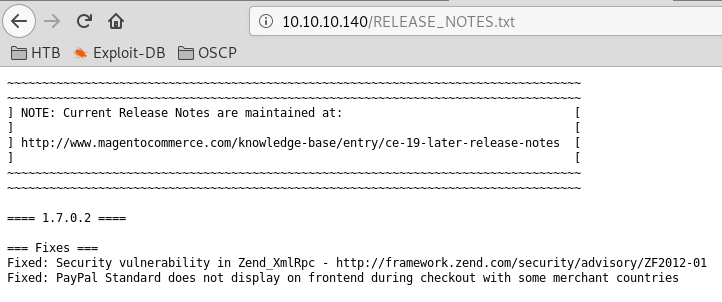 10.10.10.140/RELEASE_NOTES.txt
HTB Exploit-DB OSCP
~~~~~~~~~~~~~~~~~~~~~~~~~~~~~~~~~~~~~~~~~~~~~~~~~~~~~~~~~~~~~~~~~~~~~~~~~~~~~~~~~~
~~~~~~~~~~~~~~~~~~~~~~~~~~~~~~~~~~~~~~~~~~~~~~~~~~~~~~~~~~~~~~~~~~~~~~~~~~~~~~~~~~
] NOTE: Current Release Notes are maintained at:                                 [
]                                                                                [
] http://www.magentocommerce.com/knowledge-base/entry/ce-19-later-release-notes  [
]                                                                                [
~~~~~~~~~~~~~~~~~~~~~~~~~~~~~~~~~~~~~~~~~~~~~~~~~~~~~~~~~~~~~~~~~~~~~~~~~~~~~~~~~~
~~~~~~~~~~~~~~~~~~~~~~~~~~~~~~~~~~~~~~~~~~~~~~~~~~~~~~~~~~~~~~~~~~~~~~~~~~~~~~~~~~
==== 1.7.0.2 ====
=== Fixes ===
Fixed: Security vulnerability in Zend_XmlRpc - http://framework.zend.com/security/advisory/ZF2012-01
Fixed: PayPal Standard does not display on frontend during checkout with some merchant countries